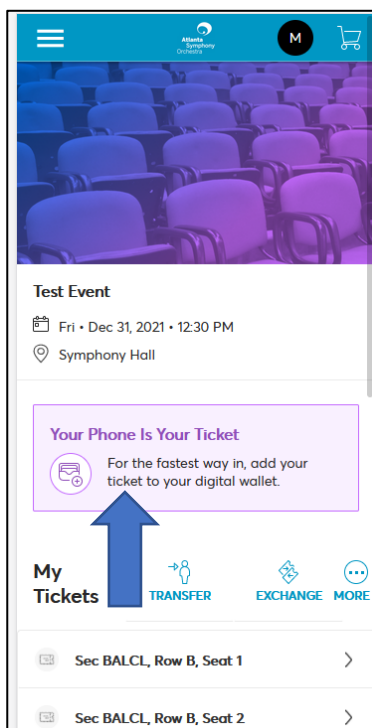 Atlanta
Symphony
Orchestra
M
Test Event
Fri • Dec 31, 2021 • 12:30 PM
Symphony Hall
Your Phone Is Your Ticket
For the fastest way in, add your
ticket to your digital wallet.
My
Tickets
TRANSFER
EXCHANGE
MORE
Sec BALCL, Row B, Seat 1
Sec BALCL, Row B, Seat 2